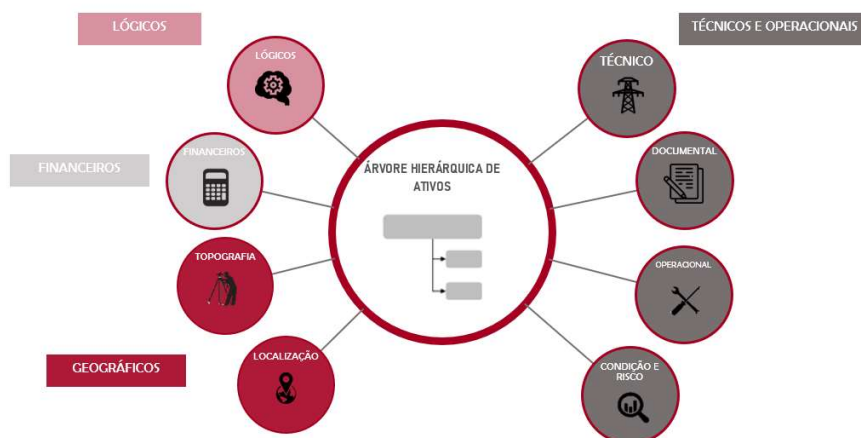 LÓGICOS
TÉCNICOS E OPERACIONAIS
LÓGICOS
TÉCNICO
FINANCEIROS
FINANCEIROS
ÁRVORE HIERÁRQUICA DE
ATIVOS
DOCUMENTAL
TOPOGRAFIA
OPERACIONAL
GEOGRÁFICOS
LOCALIZAÇÃO
CONDIÇÃO E
RISCO